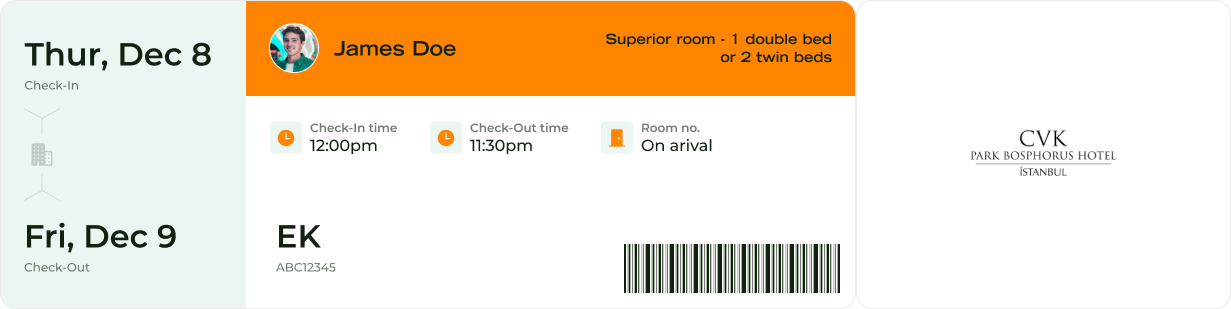 Thur, Dec 8
Check-In
Fri, Dec 9
Check-Out
James Doe
Superior room - 1 double bed
or 2 twin beds
Check-In time
12:00pm
Check-Out time
11:30pm
Room no.
On arival
EK
ABC12345
CVK
PARK BOSPHORUS HOTEL
İSTANBUL